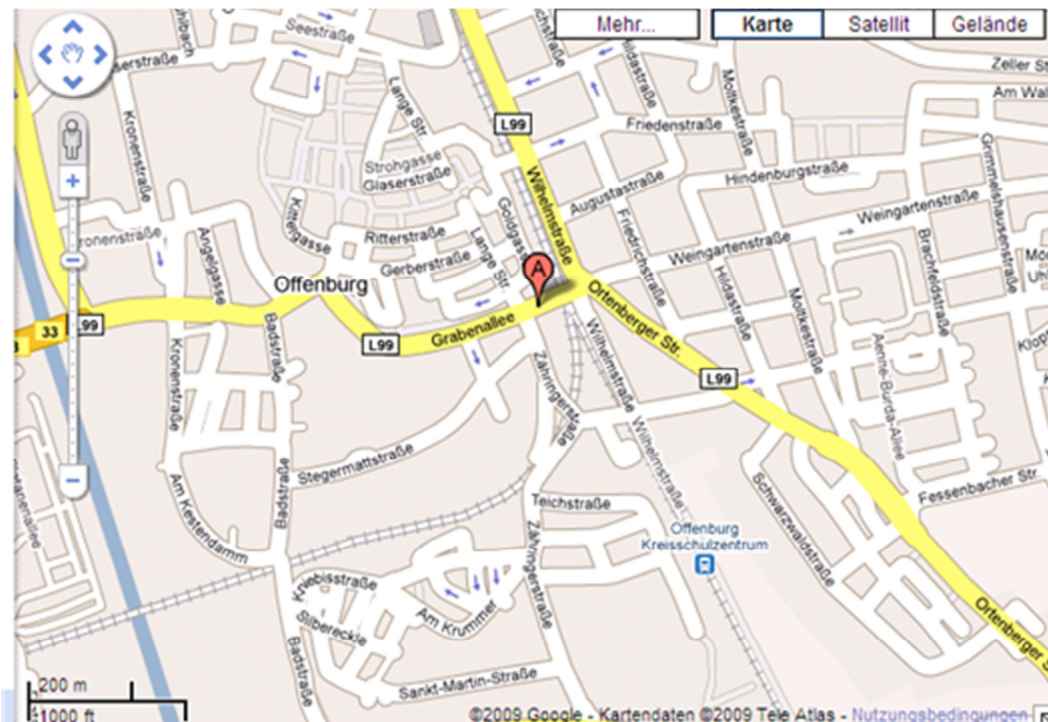 Mehr...
Karte
Satellit
Gelände
Seestraße
Lange Str.
Kronenstraße
Zeller St
Am Wal
Moltkestraße
L99
Friedenstraße
Grimmelshausenstraße
Strohgasse
Glaserstraße
Hindenburgstraße
Augustastraße
Weingartenstraße
Wilhelmstraße
Goldgasse
Kittelgasse
Ritterstraße
Lange Str.
Friedrichstraße
Weingartenstraße
Brachfeldstraße
Angelgasse
Gerberstraße
Offenburg
A
Hildastraße
Moltkestraße
Ortenberger Str.
33
L99
Badstraße
L99
Grabenallee
Kronenstraße
Wilhelmstraße
Zähringerstraße
L99
Aenne-Burda-Allee
Stegermattstraße
Wilhelmstraße
Badstraße
Am Kestendamm
Teichstraße
Schwarzwaldstraße
Fessenbacher Str.
Offenburg
Kreisschulzentrum
Zähringerstraße
Kniebisstraße
Am Krummer
Silbereckle
Ortenberger S
Badstraße
Sankt-Martin-Straße
200 m
1000 ft
©2009 Google - Kartendaten ©2009 Tele Atlas - Nutzungsbedingungen